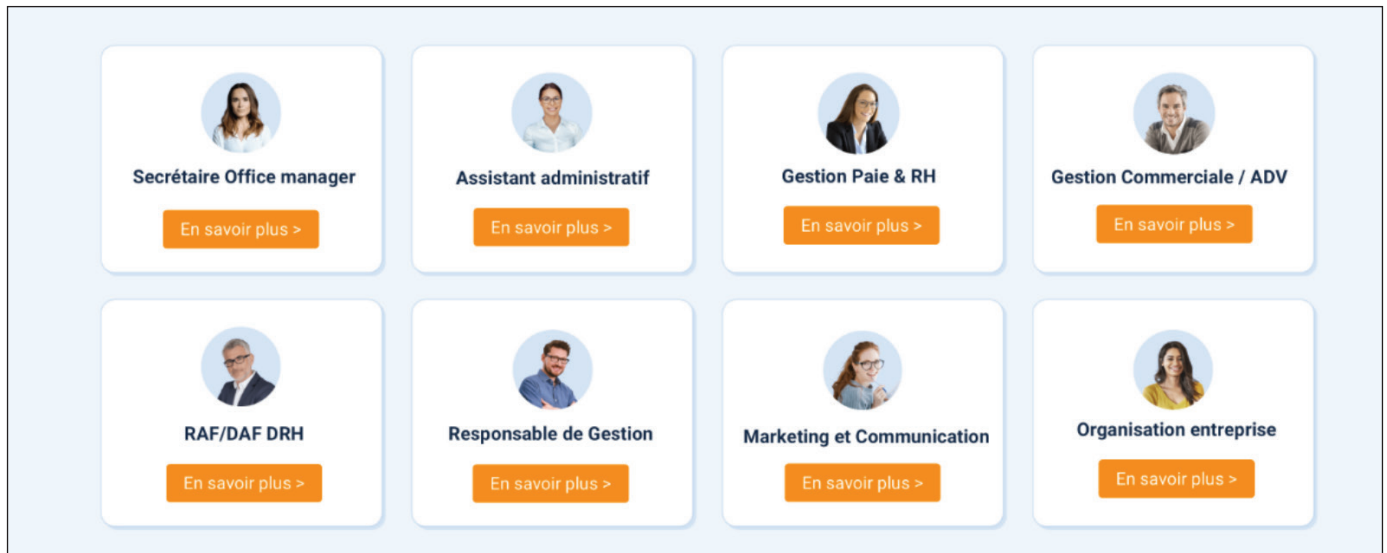 Secrétaire Office manager
En savoir plus >
Assistant administratif
En savoir plus >
Gestion Paie & RH
En savoir plus >
Gestion Commerciale / ADV
En savoir plus >
RAF/DAF DRH
En savoir plus >
Responsable de Gestion
En savoir plus >
Marketing et Communication
En savoir plus >
Organisation entreprise
En savoir plus >